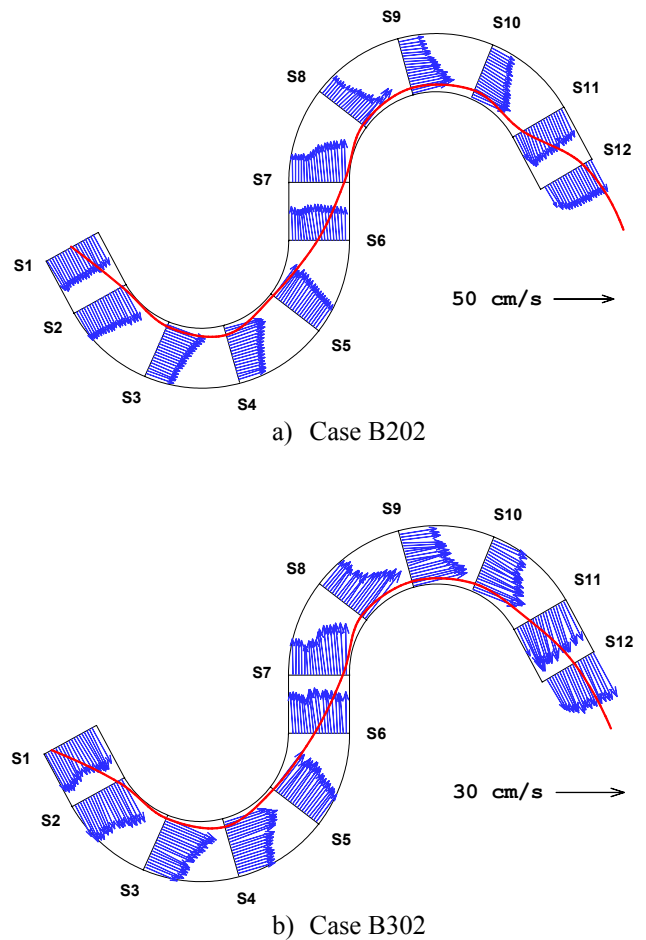 S9
S10
S8
S11
S12
S7
S1
S6
50 cm/s
S2
S5
S3
S4
a) Case B202
S9
S10
S8
S11
S12
S7
S6
S1
30 cm/s
S2
S5
S3
S4
b) Case B302